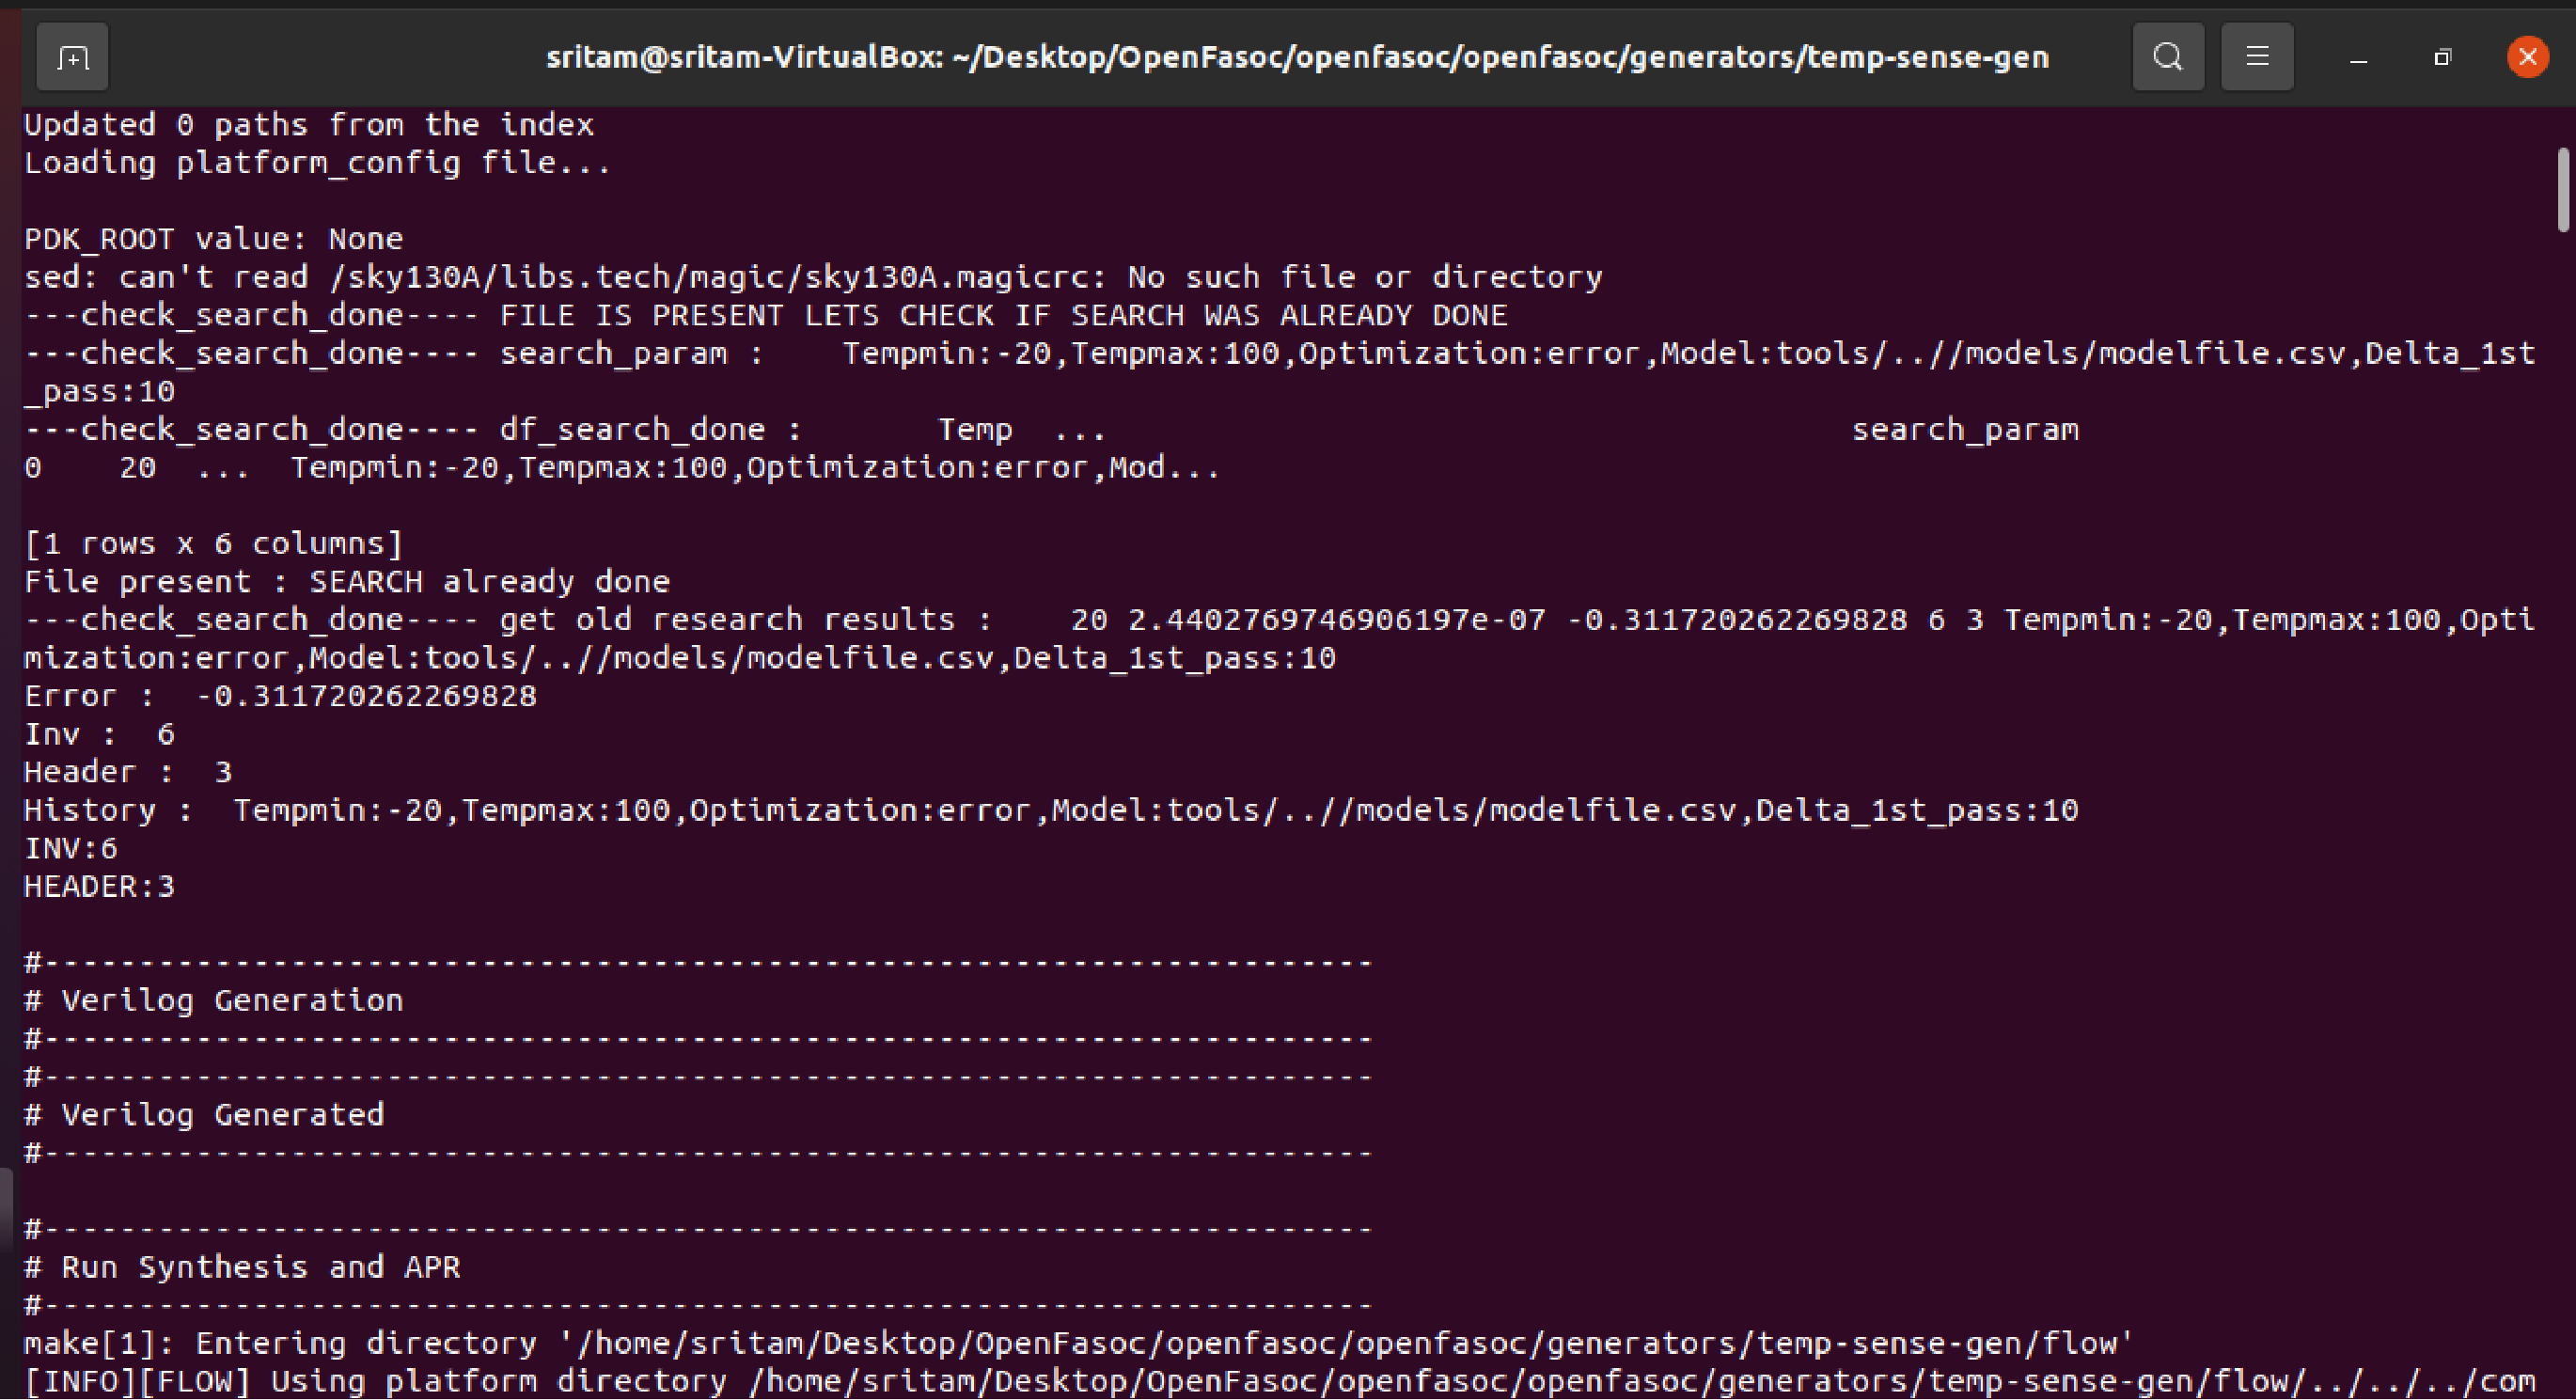 sritam@sritam-VirtualBox: ~/Desktop/OpenFasoc/openfasoc/openfasoc/generators/temp-sense-gen
Updated 0 paths from the index
Loading platform_config file...
PDK_ROOT value: None
sed: can't read /sky130A/libs.tech/magic/sky130A.magicrc: No such file or directory
---check_search_done---- FILE IS PRESENT LETS CHECK IF SEARCH WAS ALREADY DONE
---check_search_done---- search_param :    Tempmin:-20,Tempmax:100,Optimization:error,Model:tools/..//models/modelfile.csv,Delta_1st
_pass:10
---check_search_done---- df_search_done :       Temp  ...                                       search_param
0    20  ...  Tempmin:-20,Tempmax:100,Optimization:error,Mod...
[1 rows x 6 columns]
File present : SEARCH already done
---check_search_done---- get old research results :    20 2.4402769746906197e-07 -0.311720262269828 6 3 Tempmin:-20,Tempmax:100,Opti
mization:error,Model:tools/..//models/modelfile.csv,Delta_1st_pass:10
Error :  -0.311720262269828
Inv :  6
Header :  3
History :  Tempmin:-20,Tempmax:100,Optimization:error,Model:tools/..//models/modelfile.csv,Delta_1st_pass:10
INV:6
HEADER:3
#----------------------------------------------------------------------
# Verilog Generation
#----------------------------------------------------------------------
#----------------------------------------------------------------------
# Verilog Generated
#----------------------------------------------------------------------
#----------------------------------------------------------------------
# Run Synthesis and APR
#----------------------------------------------------------------------
make[1]: Entering directory '/home/sritam/Desktop/OpenFasoc/openfasoc/openfasoc/generators/temp-sense-gen/flow'
[INFO][FLOW] Using platform directory /home/sritam/Desktop/OpenFasoc/openfasoc/openfasoc/generators/temp-sense-gen/flow/../../../com